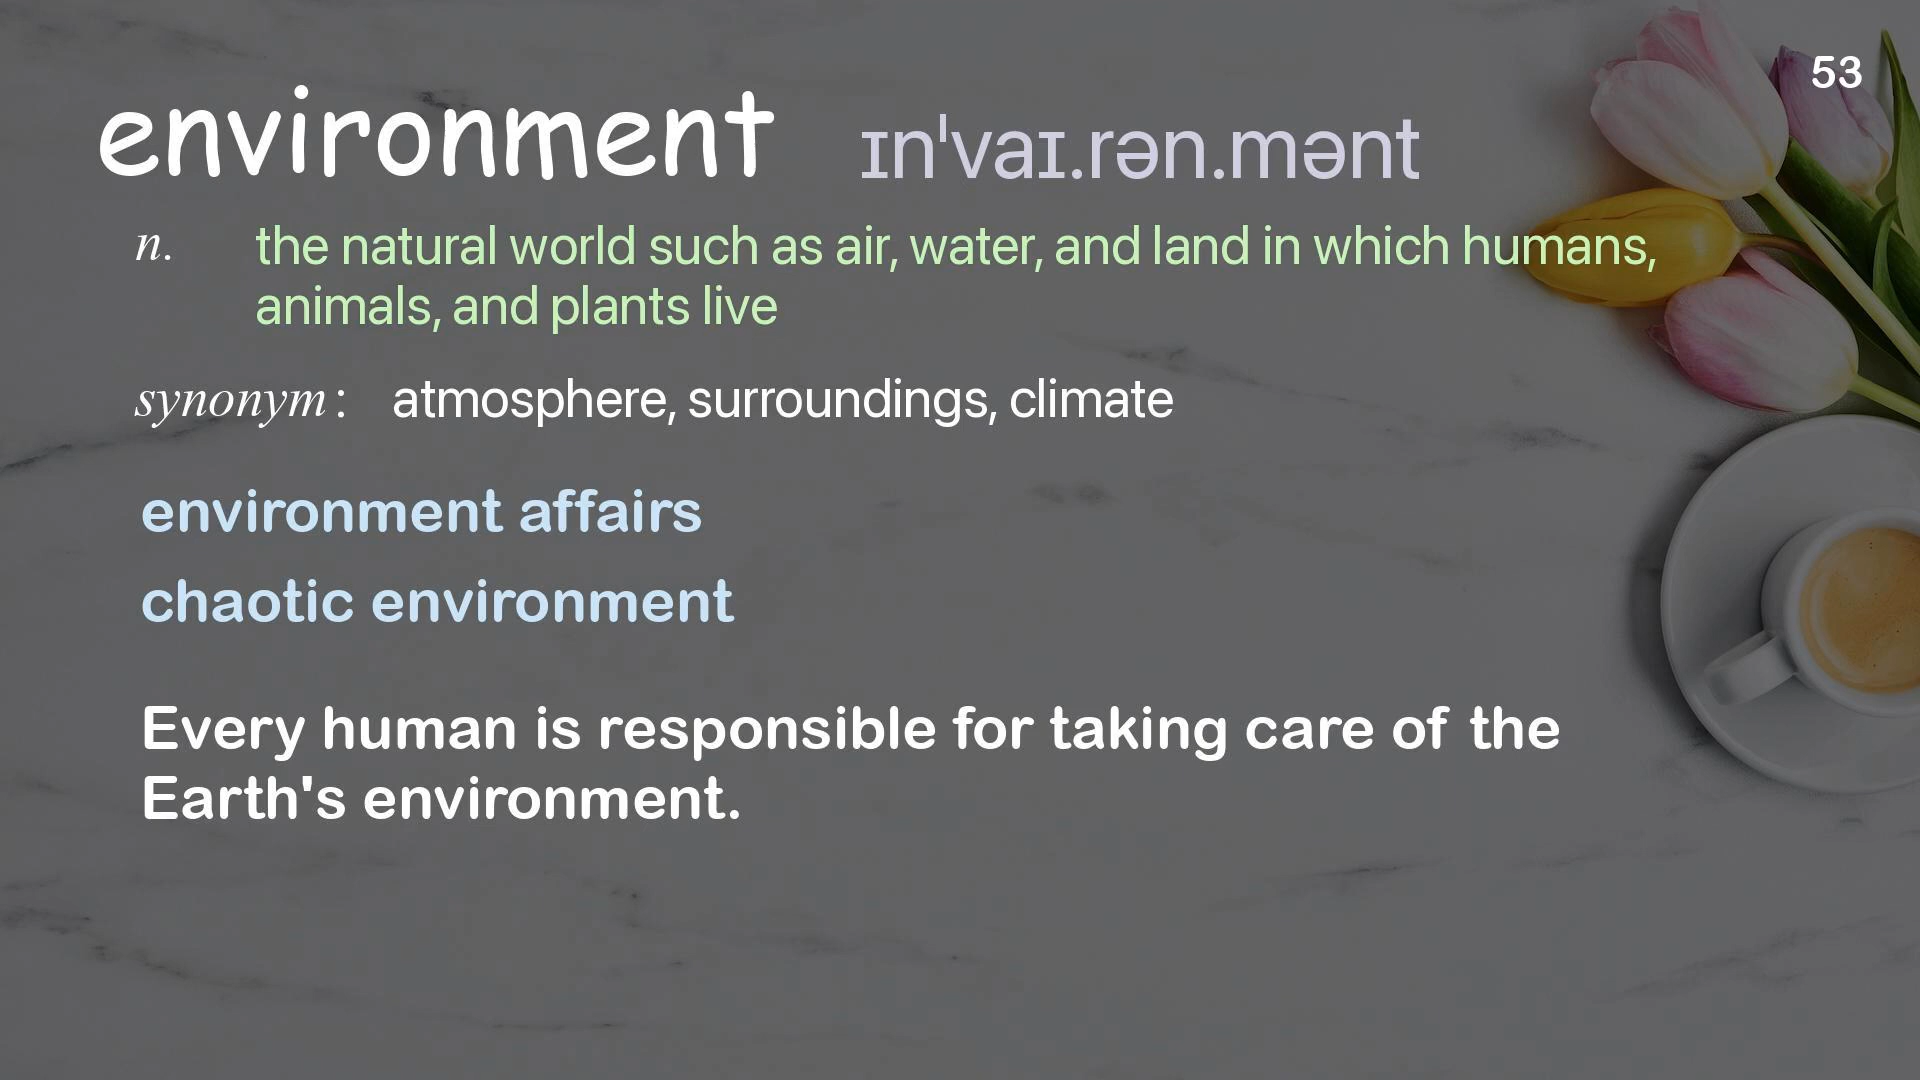 53
environment ɪnˈvaɪ.rən.mənt
n. the natural world such as air, water, and land in which humans,
animals, and plants live
synonym: atmosphere, surroundings, climate
environment affairs
chaotic environment
Every human is responsible for taking care of the
Earth's environment.